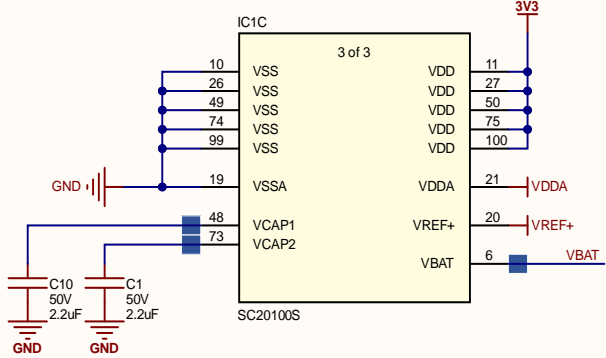 3V3
IC1C
3 of 3
10 VSS VDD 11
26 VSS VDD 27
49 VSS VDD 50
74 VSS VDD 75
99 VSS VDD 100
GND 19 VSSA VDDA 21 VDDA
48 VCAP1 VREF+ 20 VREF+
73 VCAP2
VBAT 6 VBAT
C10 C1
50V 50V
2.2uF 2.2uF
SC20100S
GND GND